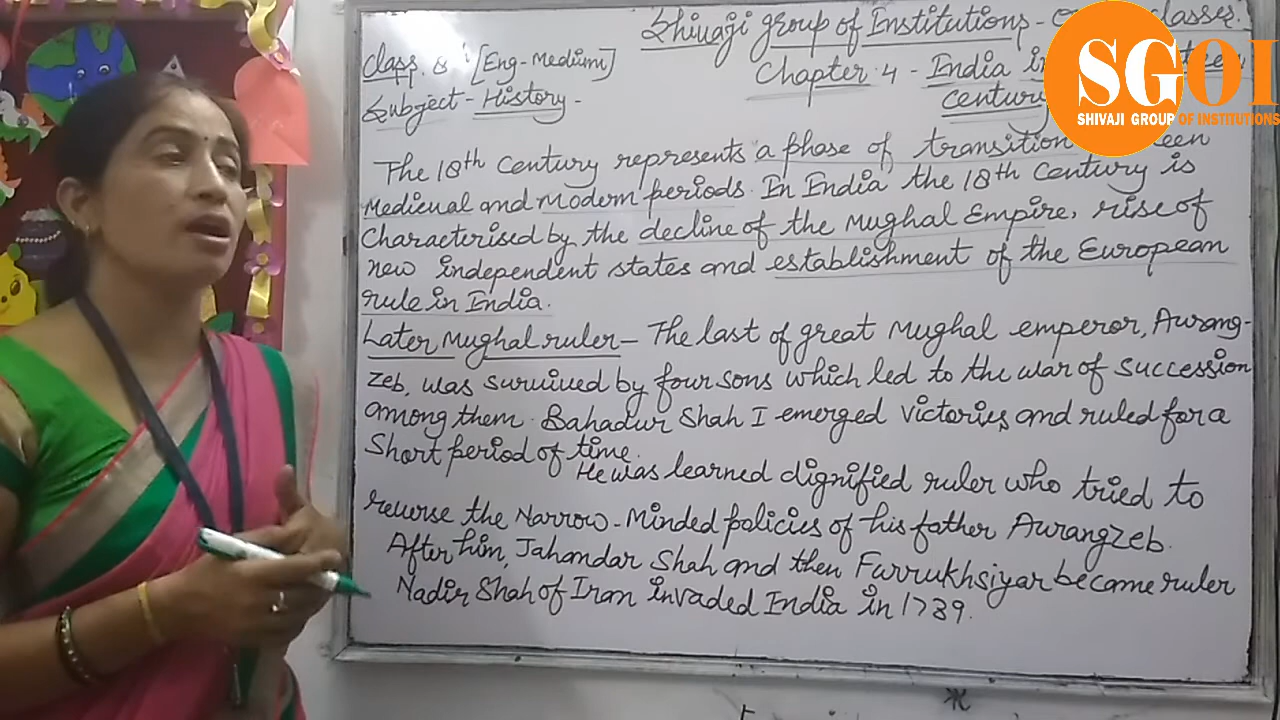 Shivaji group of Institutions - classes.
Class. 8 [Eng-Medium]
Chapter. 4 - India
Subject - History -
century
SGOI
SHIVAJI GROUP OF INSTITUTIONS
The 18th Century represents a phase of transition
Medieval and modern periods. In India the 18th Century is
characterised by the decline of the Mughal Empire, rise of
new independent states and establishment of the European
rule in India.
Later Mughal ruler - The last of great Mughal emperor, Aurang-
zeb, was survived by four sons which led to the war of succession
among them. Bahadur Shah I emerged victories and ruled for a
Short period of time.
He was learned dignified ruler who tried to
reverse the Narrow-Minded policies of his father Aurangzeb.
After him, Jahandar Shah and then Farrukhsiyar became ruler
Nadir Shah of Iran invaded India in 1739.